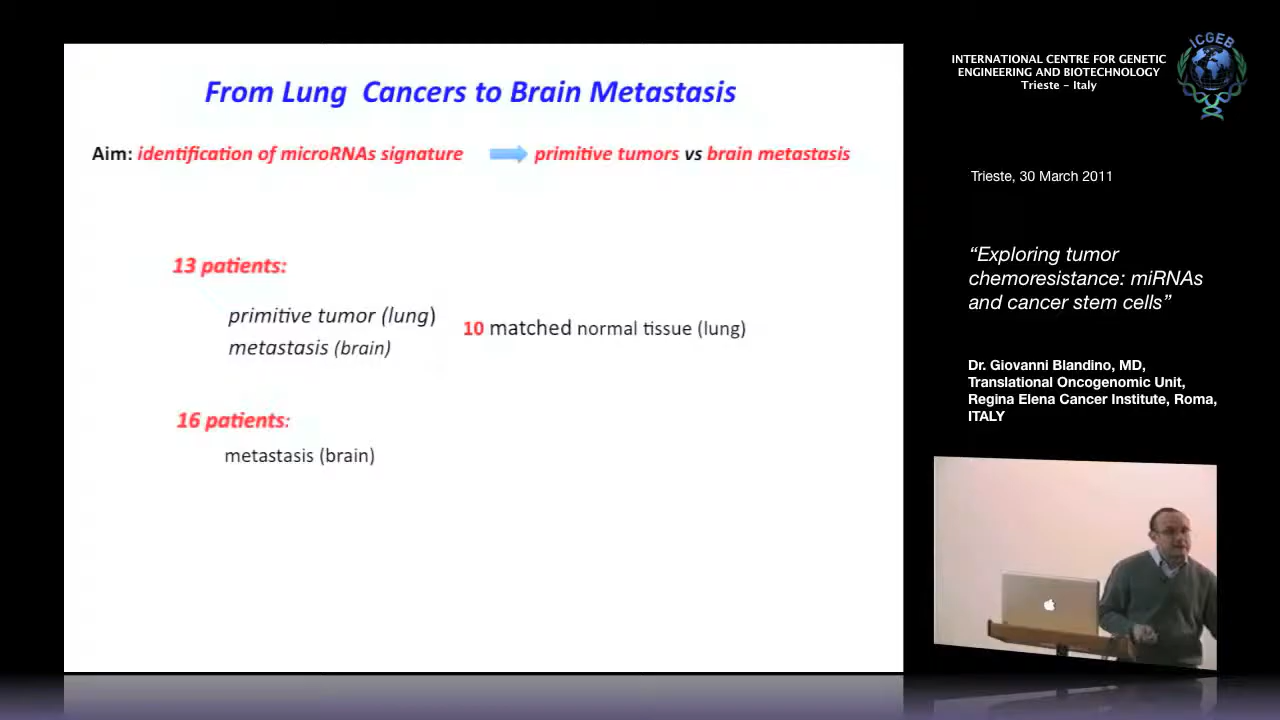 From Lung Cancers to Brain Metastasis
Aim: identification of microRNAs signature primitive tumors vs brain metastasis
13 patients:
primitive tumor (lung)
metastasis (brain)
10 matched normal tissue (lung)
16 patients:
metastasis (brain)
INTERNATIONAL CENTRE FOR GENETIC
ENGINEERING AND BIOTECHNOLOGY
Trieste - Italy
ICGEB
Trieste, 30 March 2011
“Exploring tumor
chemoresistance: miRNAs
and cancer stem cells”
Dr. Giovanni Blandino, MD,
Translational Oncogenomic Unit,
Regina Elena Cancer Institute, Roma,
ITALY